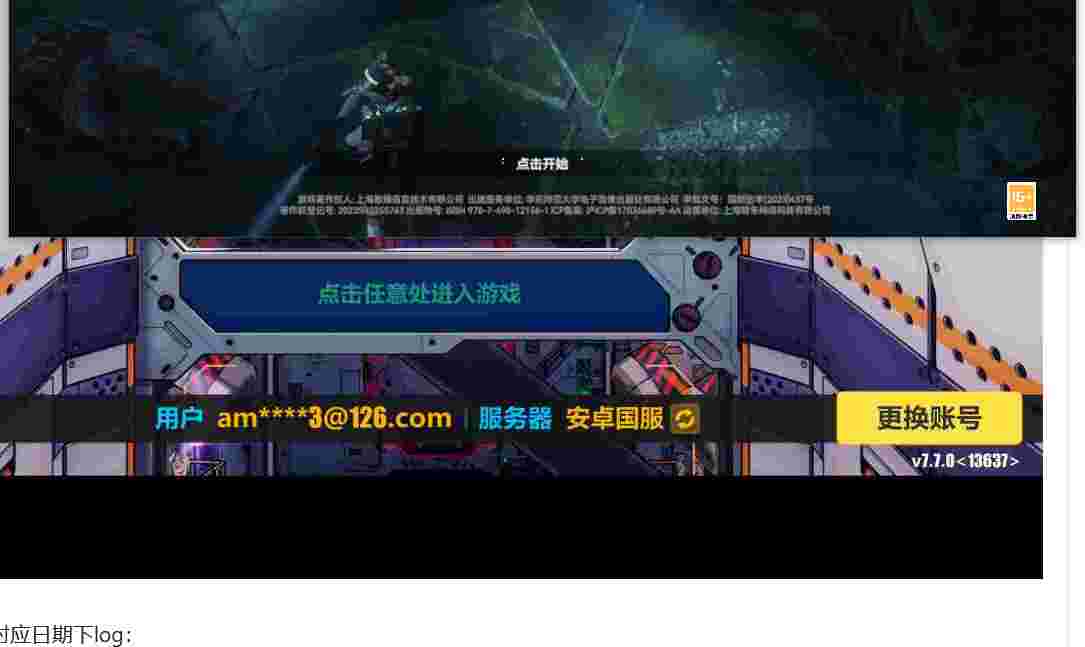 点击开始
16+
点击任意处进入游戏
用户 am****3@126.com | 服务器 安卓国服
更换账号
v7.7.0<13637>
对应日期下log: